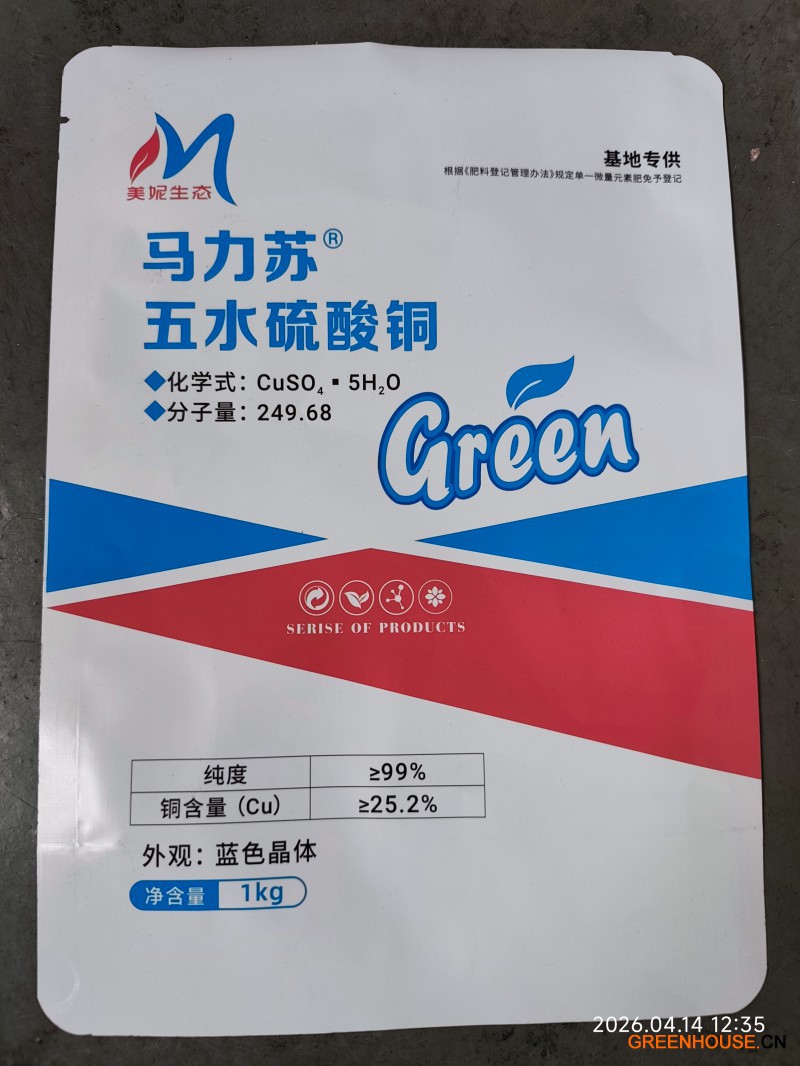 美妮生态
基地专供
根据《肥料登记管理办法》规定单一微量元素肥免予登记
马力苏®
五水硫酸铜
◆化学式：CuSO₄▪5H₂O
◆分子量：249.68
Green
SERISE OF PRODUCTS
纯度 ≥99%
铜含量（Cu） ≥25.2%
外观：蓝色晶体
净含量 1kg
2026.04.14 12:35
GREENHOUSE.CN